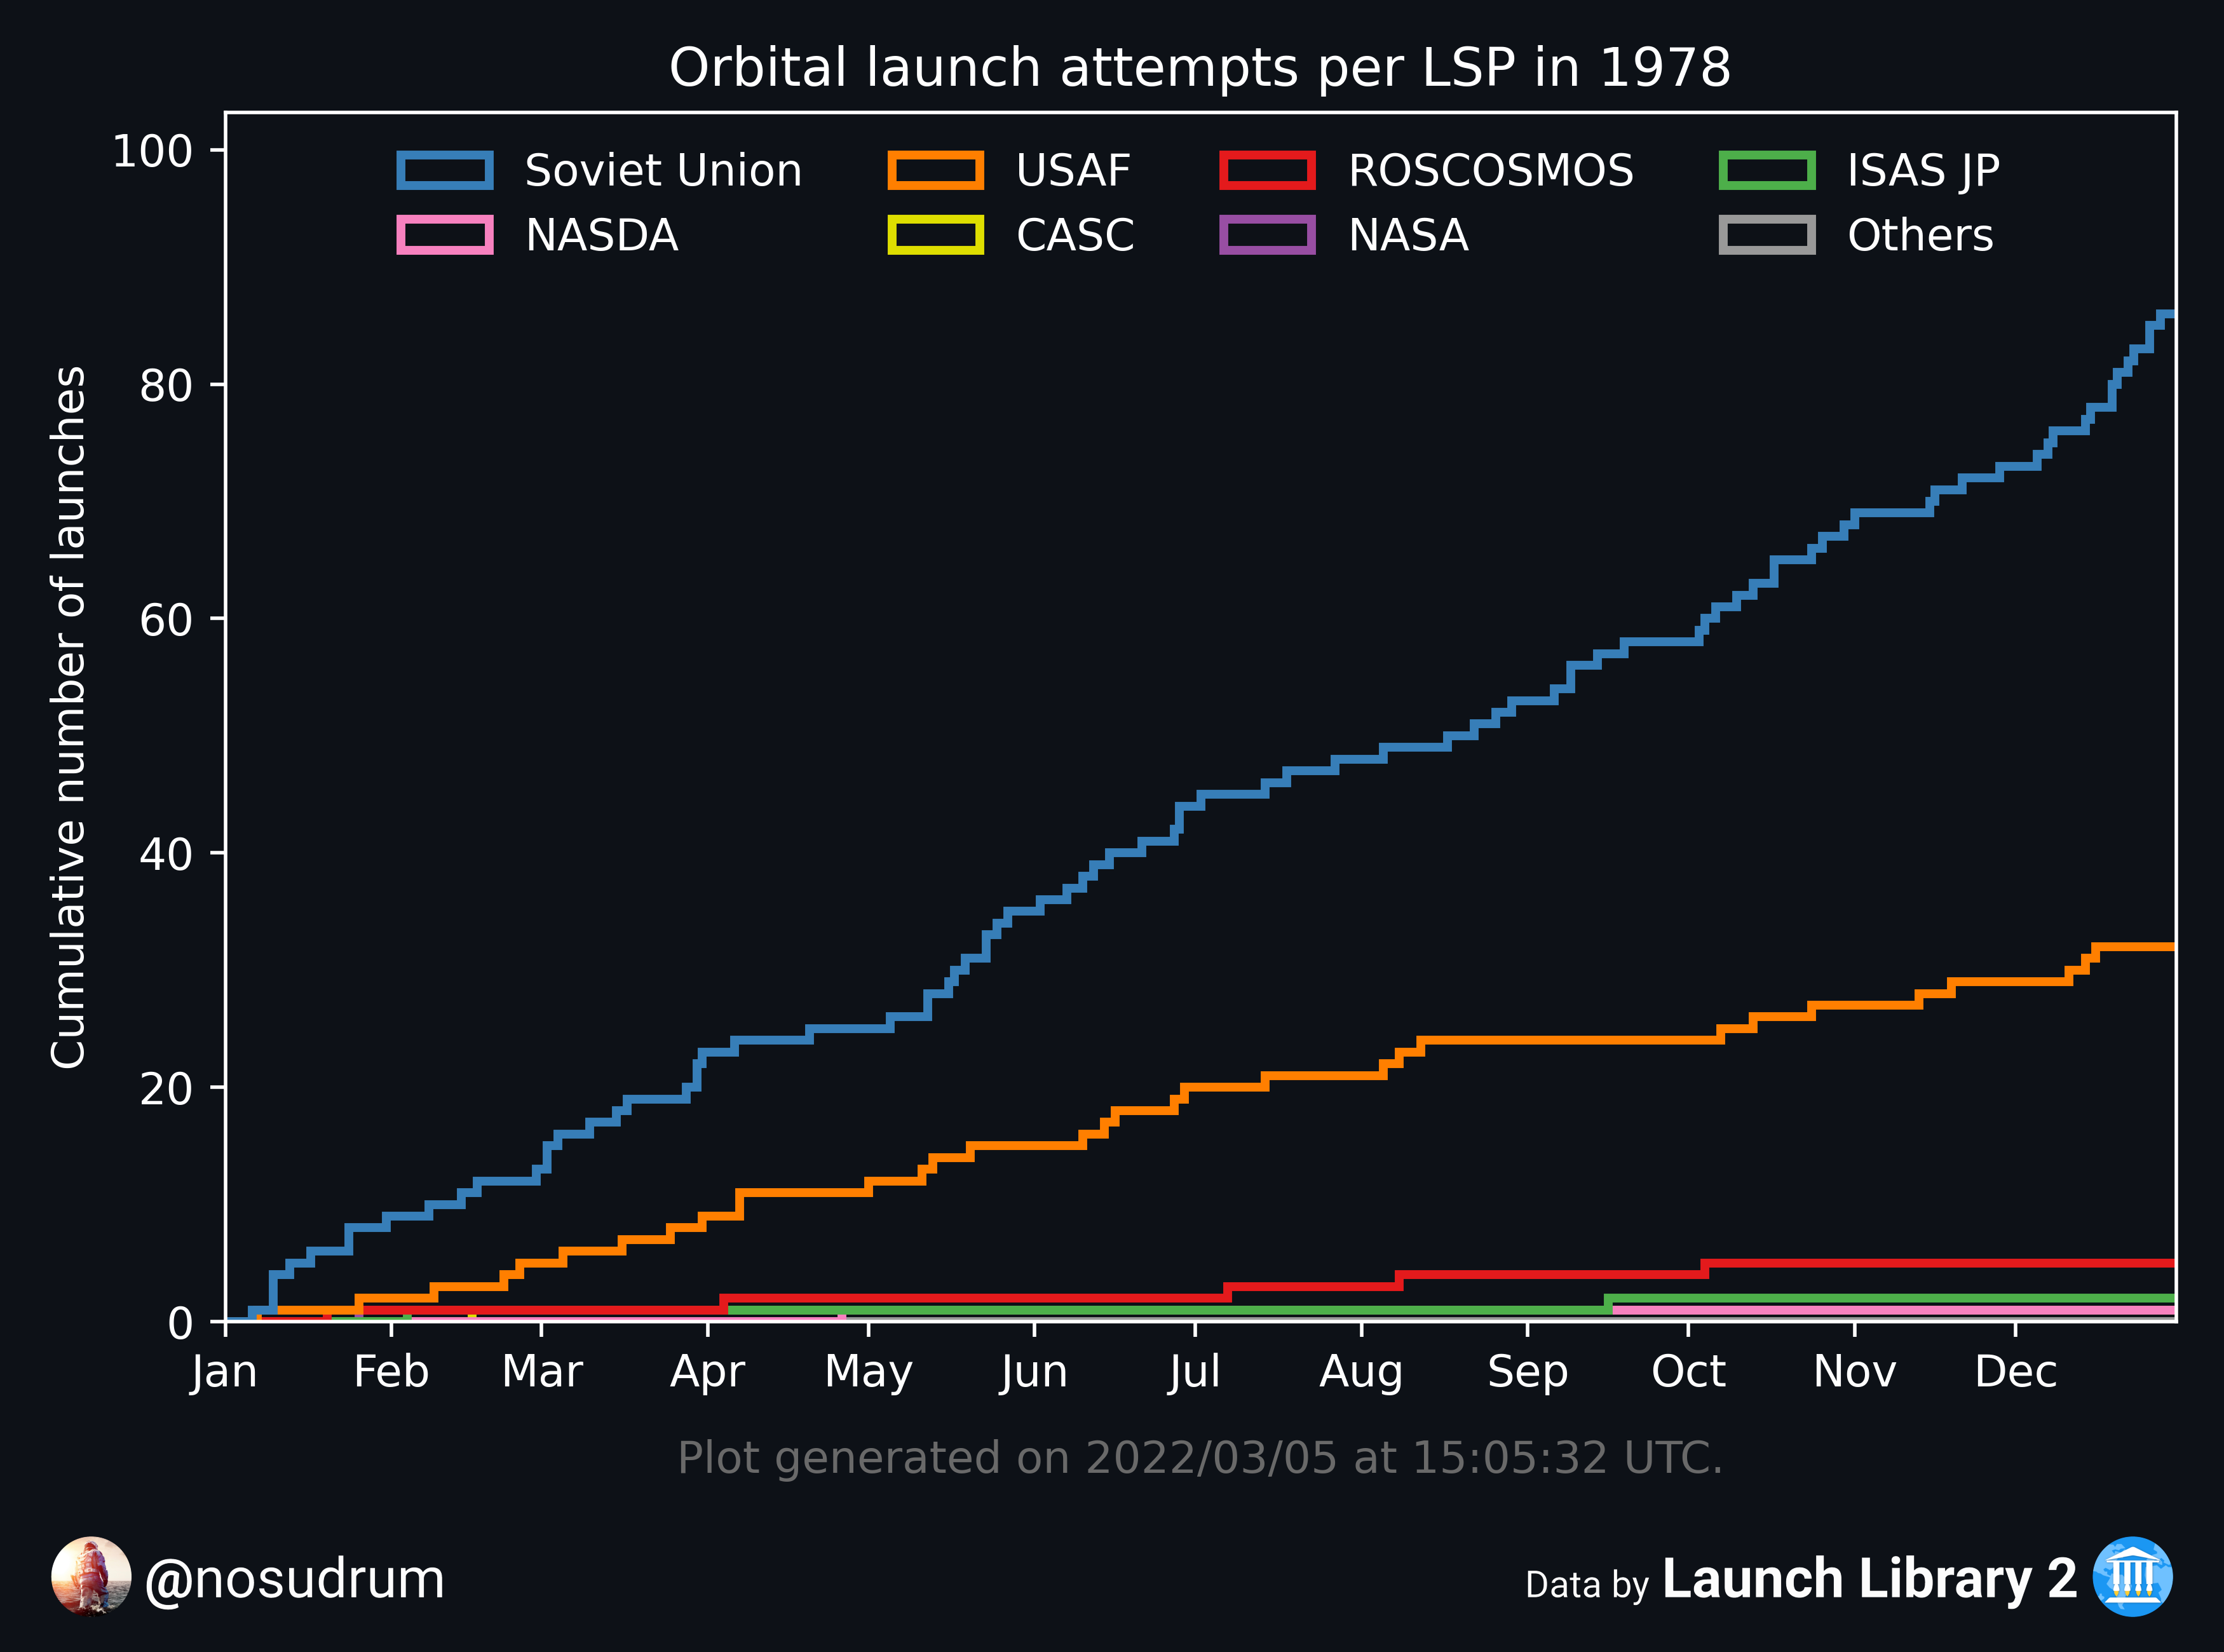 Orbital launch attempts per LSP in 1978
Soviet Union USAF ROSCOSMOS ISAS JP
NASDA CASC NASA Others
Cumulative number of launches
100
80
60
40
20
0
Jan Feb Mar Apr May Jun Jul Aug Sep Oct Nov Dec
Plot generated on 2022/03/05 at 15:05:32 UTC.
@nosudrum
Data by Launch Library 2